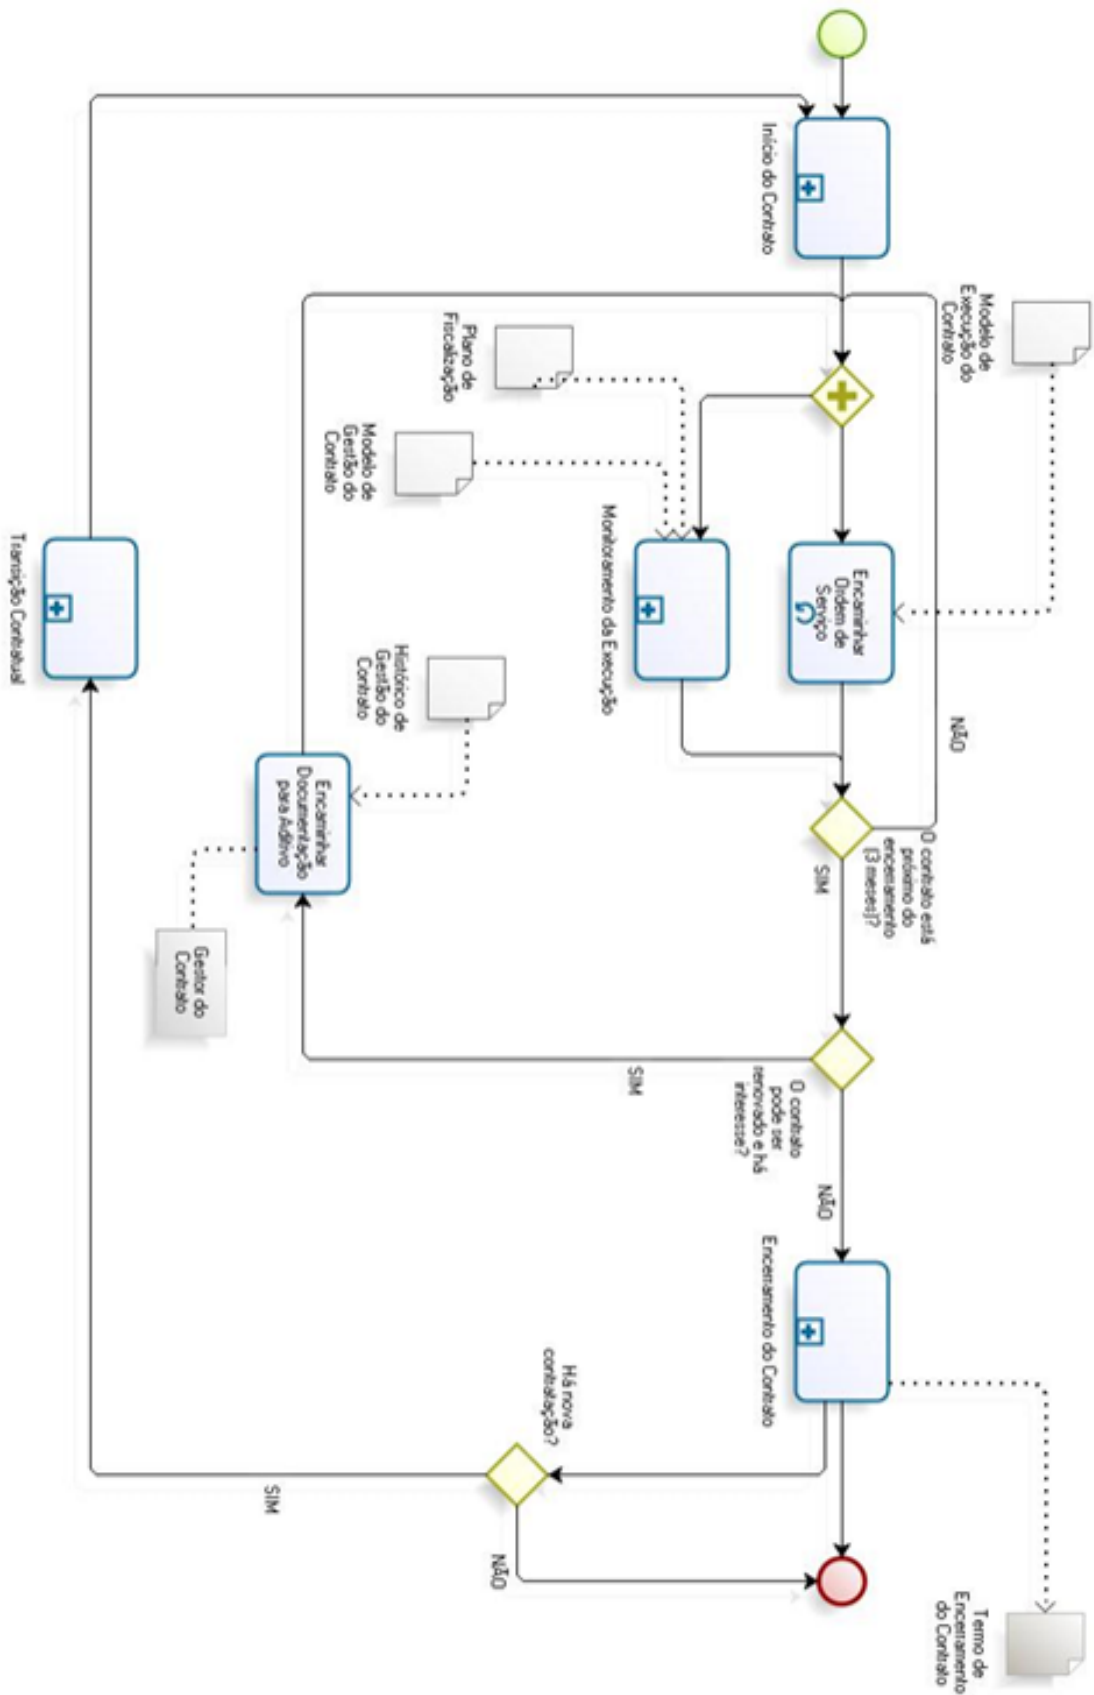 Início do Contrato
Modelo de
Execução do
Contrato
Plano de
Fiscalização
Modelo de
Gestão do
Contrato
Encaminhar
Ordem de
Serviço
Monitoramento da Execução
NÃO
O contrato está
próximo do
encerramento
(3 meses)?
SIM
Histórico de
Gestão do
Contrato
Encaminhar
Documentação
para Aditivo
Gestor do
Contrato
Transição Contratual
O contrato
pode ser
renovado e há
interesse?
SIM
NÃO
Encerramento do Contrato
Há nova
contratação?
SIM
NÃO
Termo de
Encerramento
do Contrato